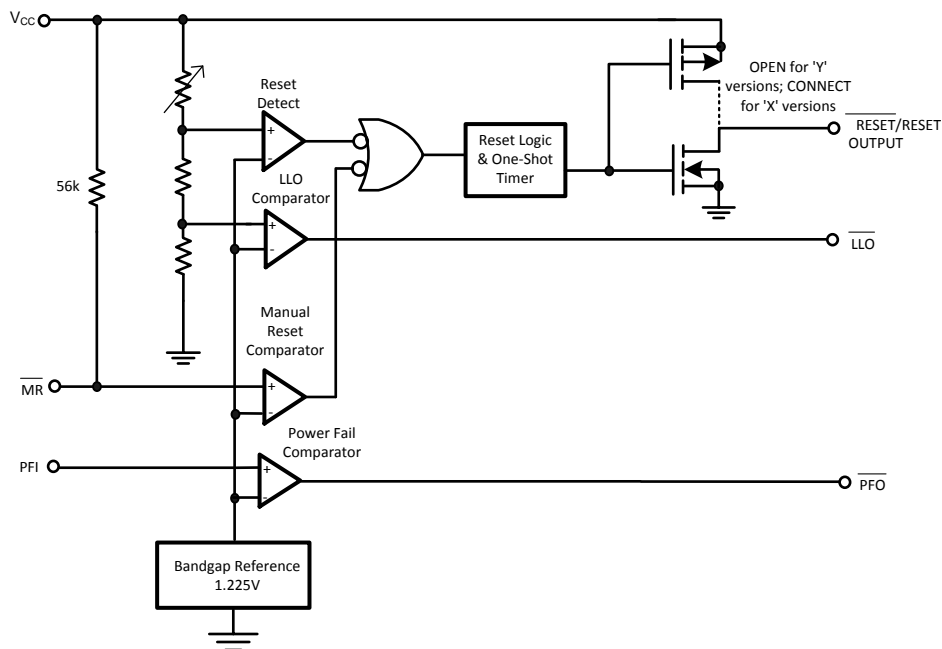 VCC
OPEN for 'Y'
versions; CONNECT
for 'X' versions
Reset
Detect
+
-
RESET/RESET
OUTPUT
Reset Logic
& One-Shot
Timer
56k
LLO
Comparator
+
-
LLO
Manual
Reset
Comparator
MR
+
-
Power Fail
Comparator
PFI
+
-
PFO
Bandgap Reference
1.225V